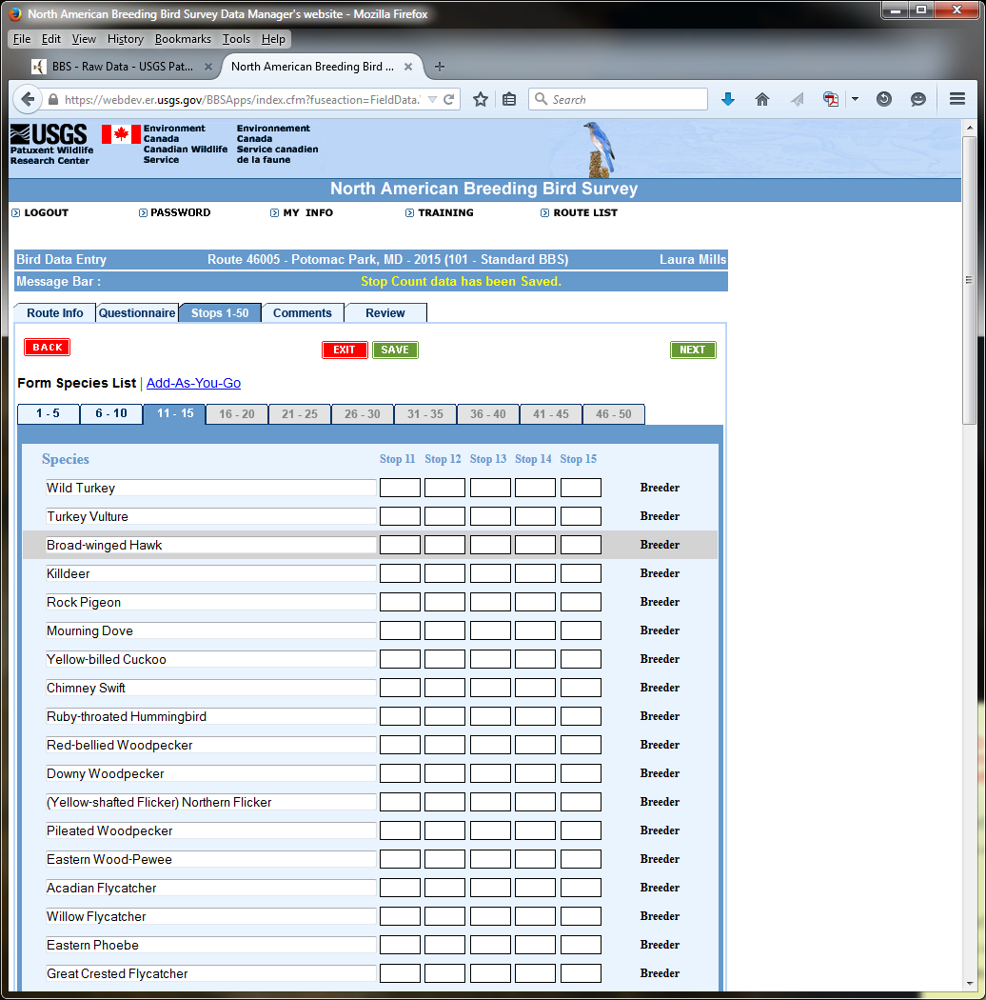 North American Breeding Bird Survey Data Manager's website - Mozilla Firefox
File Edit View History Bookmarks Tools Help
BBS - Raw Data - USGS Pat... North American Breeding Bird ...
https://webdev.er.usgs.gov/BBSApps/index.cfm?fuseaction=FieldData. Search
USGS
Patuxent Wildlife
Research Center
Environment
Canada
Canadian Wildlife
Service
Environnement
Canada
Service canadien
de la faune
North American Breeding Bird Survey
LOGOUT PASSWORD MY INFO TRAINING ROUTE LIST
Bird Data Entry Route 46005 - Potomac Park, MD - 2015 (101 - Standard BBS) Laura Mills
Message Bar : Stop Count data has been Saved.
Route Info Questionnaire Stops 1-50 Comments Review
BACK EXIT SAVE NEXT
Form Species List | Add-As-You-Go
1 - 5 6 - 10 11 - 15 16 - 20 21 - 25 26 - 30 31 - 35 36 - 40 41 - 45 46 - 50
Species Stop 11 Stop 12 Stop 13 Stop 14 Stop 15
Wild Turkey Breeder
Turkey Vulture Breeder
Broad-winged Hawk Breeder
Killdeer Breeder
Rock Pigeon Breeder
Mourning Dove Breeder
Yellow-billed Cuckoo Breeder
Chimney Swift Breeder
Ruby-throated Hummingbird Breeder
Red-bellied Woodpecker Breeder
Downy Woodpecker Breeder
(Yellow-shafted Flicker) Northern Flicker Breeder
Pileated Woodpecker Breeder
Eastern Wood-Pewee Breeder
Acadian Flycatcher Breeder
Willow Flycatcher Breeder
Eastern Phoebe Breeder
Great Crested Flycatcher Breeder